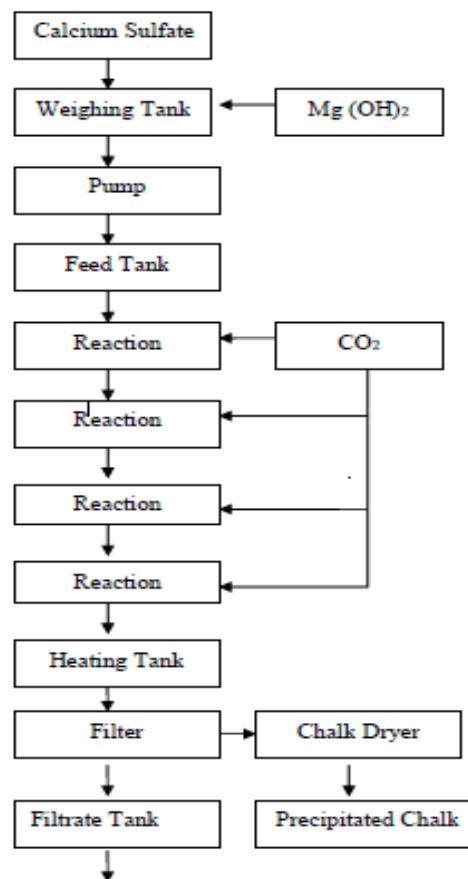 Calcium Sulfate
Weighing Tank
Mg (OH)₂
Pump
Feed Tank
Reaction
CO₂
Reaction
Reaction
Reaction
Heating Tank
Filter
Chalk Dryer
Filtrate Tank
Precipitated Chalk